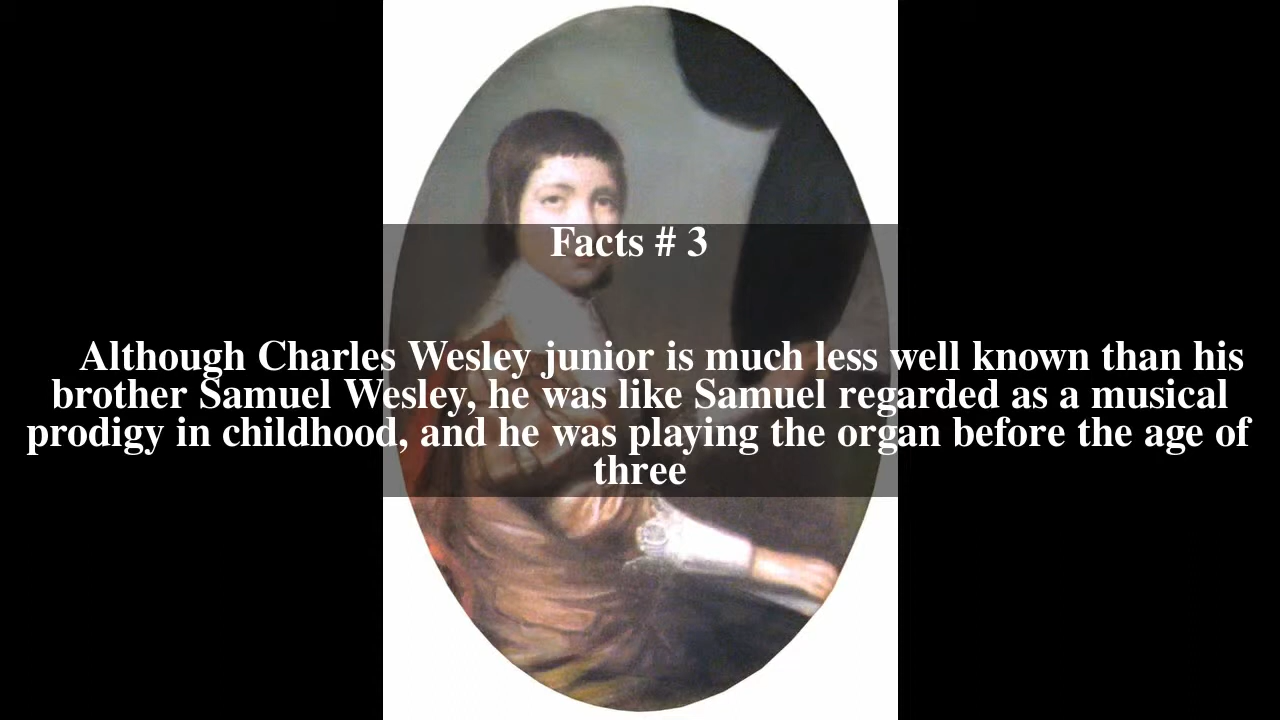 Facts # 3
Although Charles Wesley junior is much less well known than his
brother Samuel Wesley, he was like Samuel regarded as a musical
prodigy in childhood, and he was playing the organ before the age of
three